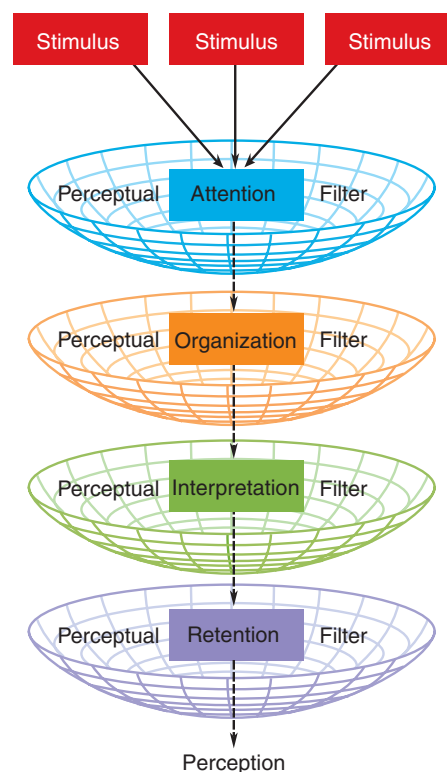 Stimulus Stimulus Stimulus
Perceptual Attention Filter
Perceptual Organization Filter
Perceptual Interpretation Filter
Perceptual Retention Filter
Perception